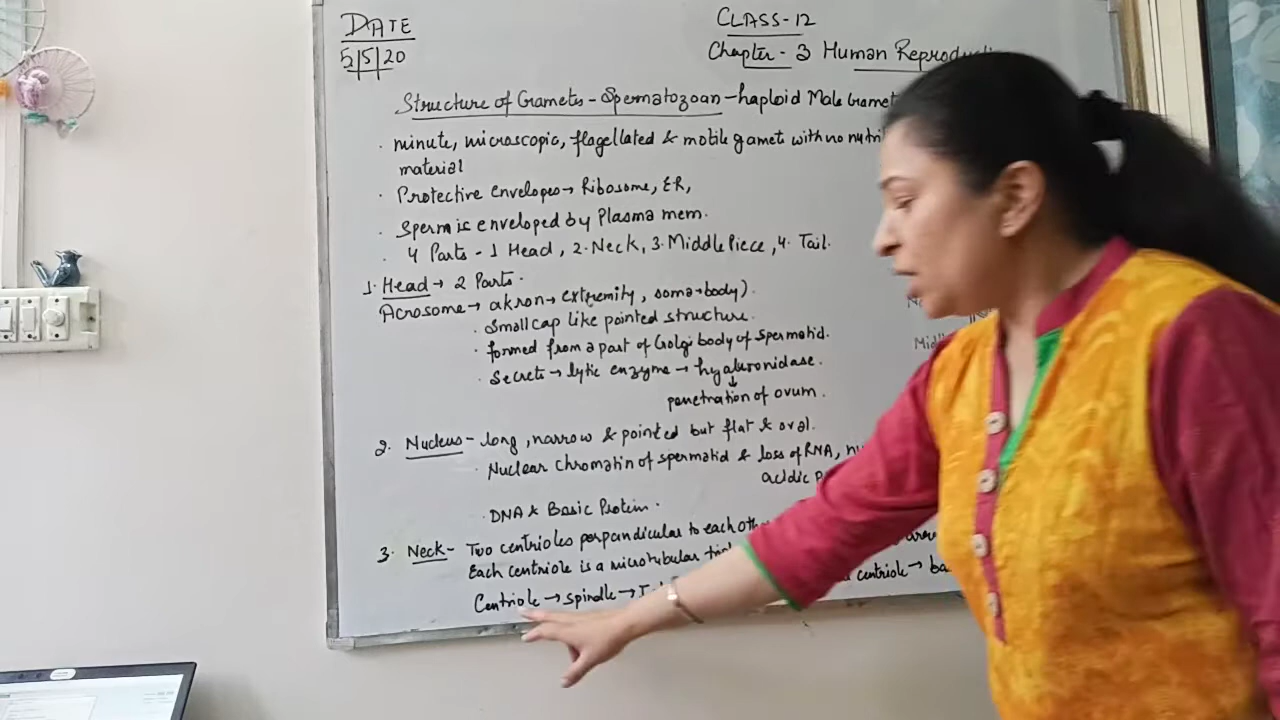 DATE
5|5|20
CLASS-12
Chapter - 3 Human Reproducti
Structure of Gametes - Spermatozoan - haploid Male Gamet
. minute, microscopic, flagellated & motile gamet with no nutri
material
. Protective envelopes → Ribosome, ER,
. Sperm is enveloped by Plasma mem.
. 4 Parts - 1 Head, 2. Neck, 3. Middle Piece, 4. Tail.
1. Head → 2 Parts.
Acrosome → akron → extremity, soma → body).
. Small cap like pointed structure.
. formed from a part of Golgi body of Spermatid.
. Secrets → lytic enzyme → hyaluronidase.
↓
penetration of ovum.
2. Nucleus - long, narrow & pointed but flat & oval.
. Nuclear chromatin of spermatid & loss of RNA, nu
acidic p
. DNA & Basic Protein.
3. Neck - Two centrioles perpandicular to each oth
Each centriole is a microtubular
centriole → ba
Centriole → spindle →
Mid